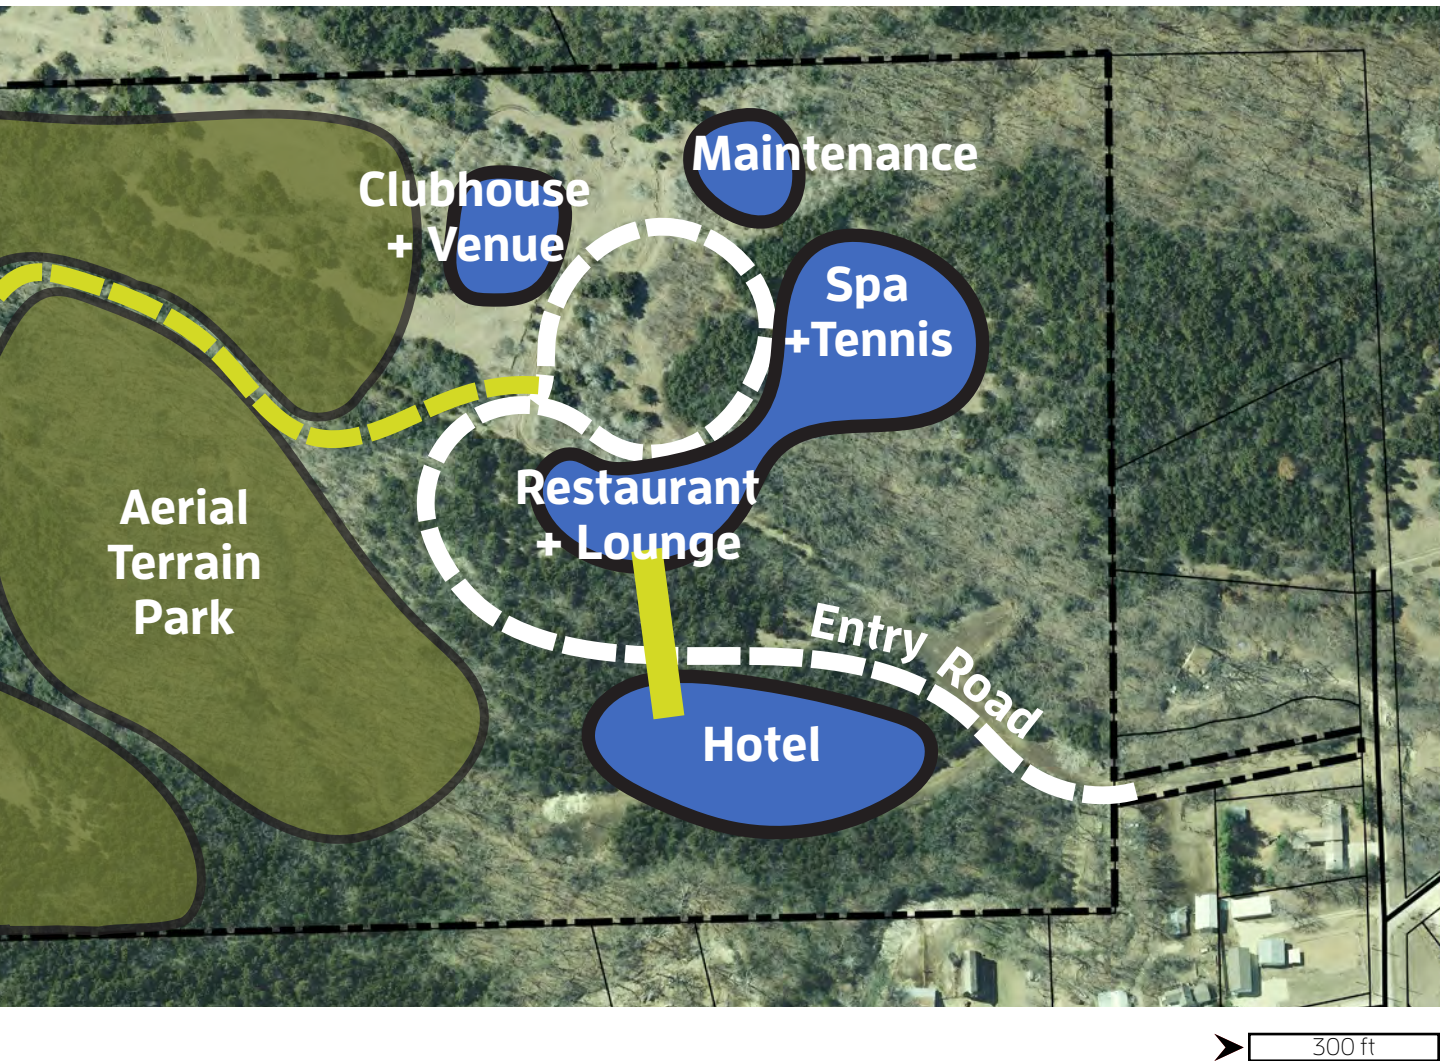 Maintenance
Clubhouse
+ Venue
Spa
+Tennis
Restaurant
+ Lounge
Aerial
Terrain
Park
Entry Road
Hotel
300 ft